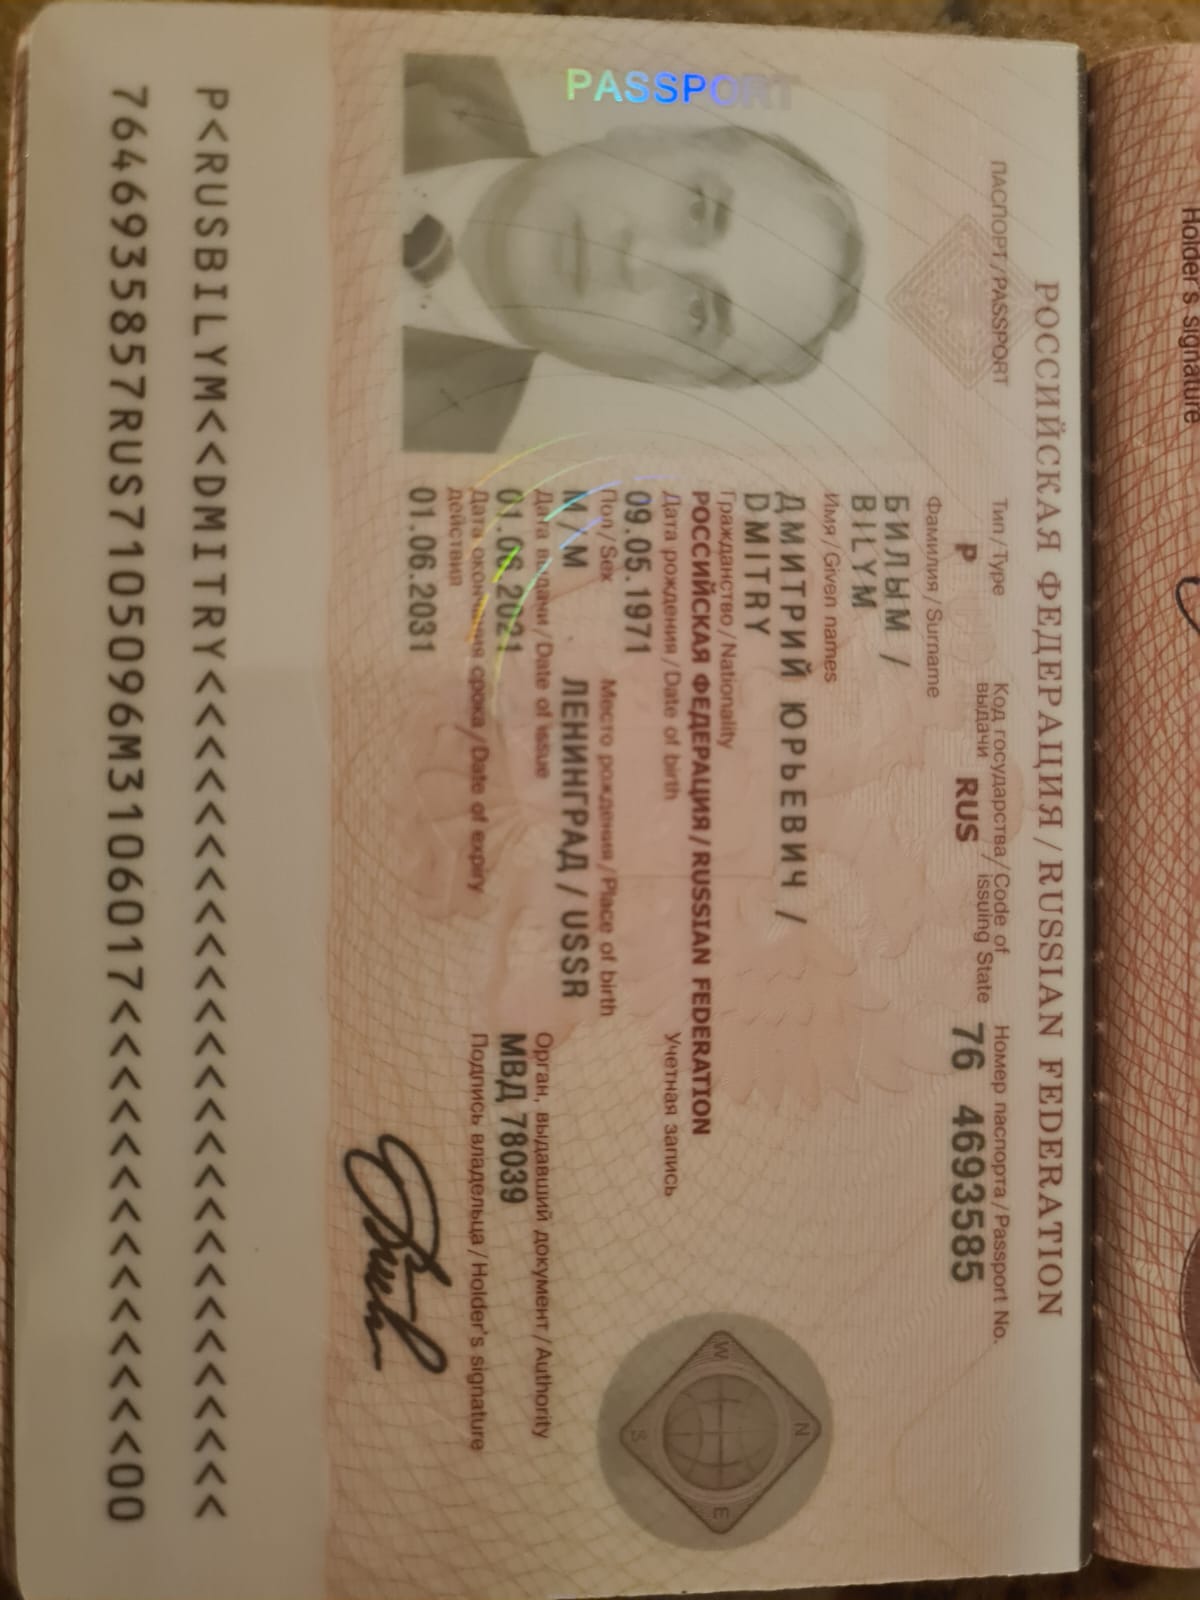 Holder's signature
РОССИЙСКАЯ ФЕДЕРАЦИЯ / RUSSIAN FEDERATION
ПАСПОРТ / PASSPORT
Тип / Type
Код государства / Code of
выдачи issuing State
Номер паспорта / Passport No.
P
RUS
76 4693585
Фамилия / Surname
БИЛЫМ /
BILYM
Имя / Given names
ДМИТРИЙ ЮРЬЕВИЧ /
DMITRY
Гражданство / Nationality
РОССИЙСКАЯ ФЕДЕРАЦИЯ / RUSSIAN FEDERATION
Дата рождения / Date of birth
Учетная запись
09.05.1971
Пол / Sex
Место рождения / Place of birth
М / M
ЛЕНИНГРАД / USSR
Дата выдачи / Date of issue
Орган, выдавший документ / Authority
01.06.2021
МВД 78039
Дата окончания срока / Date of expiry
действия
Подпись владельца / Holder's signature
01.06.2031
PASSPORT
N
W
E
S
P<RUSBILYM<<DMITRY<<<<<<<<<<<<<<<<<<<<<<<<<<
7646935857RUS7105096M3106017<<<<<<<<<<<<<<00